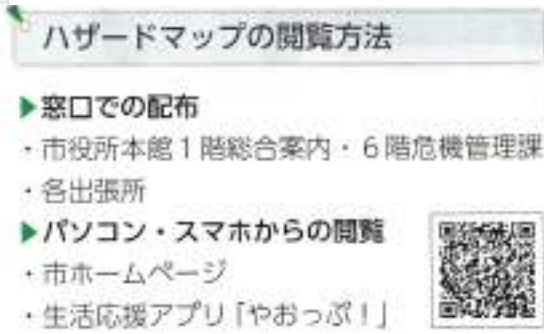 ハザードマップの閲覧方法
▶窓口での配布
・市役所本館1階総合案内・6階危機管理課
・各出張所
▶パソコン・スマホからの閲覧
・市ホームページ
・生活応援アプリ「やおっぷ!」